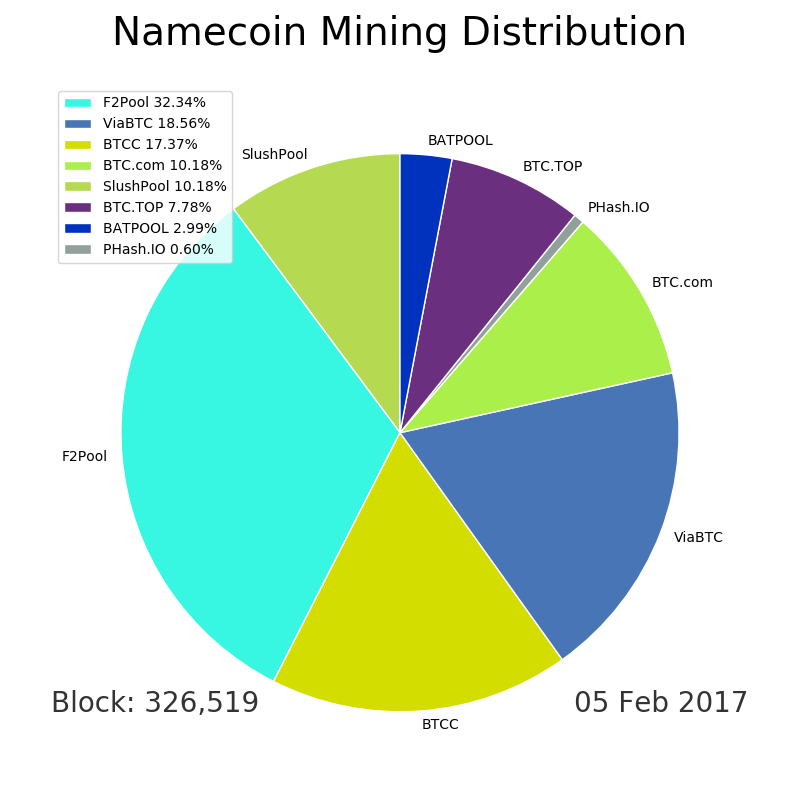 Namecoin Mining Distribution
F2Pool 32.34%
ViaBTC 18.56%
BTCC 17.37%
BTC.com 10.18%
SlushPool 10.18%
BTC.TOP 7.78%
BATPOOL 2.99%
PHash.IO 0.60%
BATPOOL
SlushPool
BTC.TOP
PHash.IO
BTC.com
F2Pool
ViaBTC
BTCC
Block: 326,519
05 Feb 2017